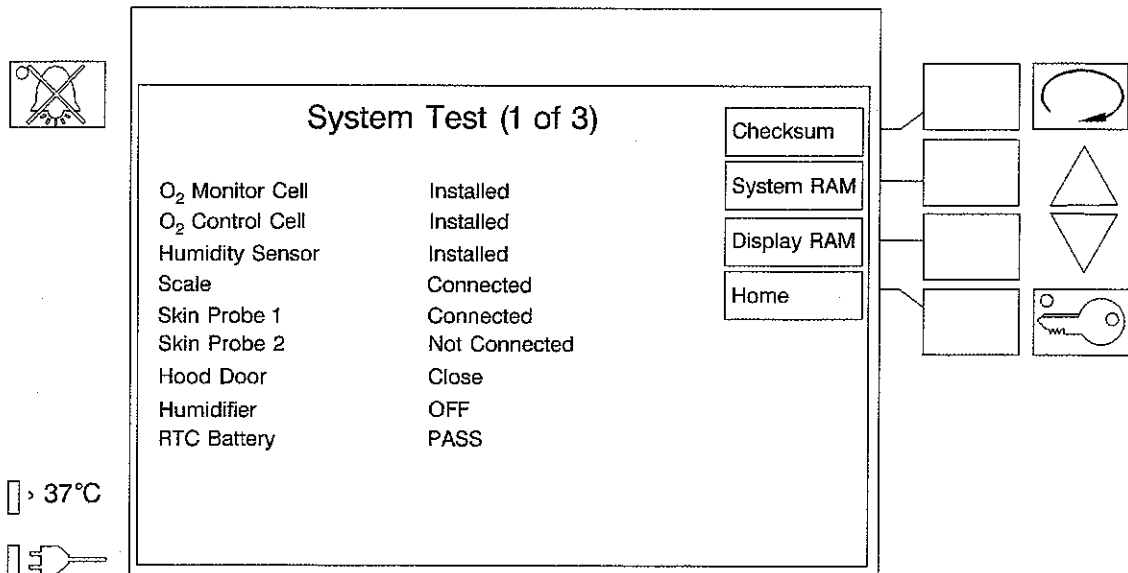 System Test (1 of 3)
O₂ Monitor Cell Installed
O₂ Control Cell Installed
Humidity Sensor Installed
Scale Connected
Skin Probe 1 Connected
Skin Probe 2 Not Connected
Hood Door Close
Humidifier OFF
RTC Battery PASS
Checksum
System RAM
Display RAM
Home
> 37°C